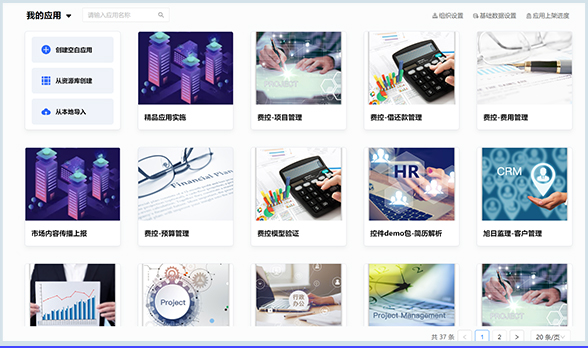 我的应用
请输入应用名称
组织设置
基础数据设置
应用上架进度
创建空白应用
从资源库创建
从本地导入
精品应用实施
PROJECT
费控-项目管理
费控-借还款管理
费控-费用管理
市场内容传播上报
Financial Plan
费控-预算管理
费控模型验证
HR
控件demo包-简历解析
CRM
旭日监理-客户管理
Project
行政
办公
Project Management
PROJECT
共 37 条 < 1 2 > 20 条/页